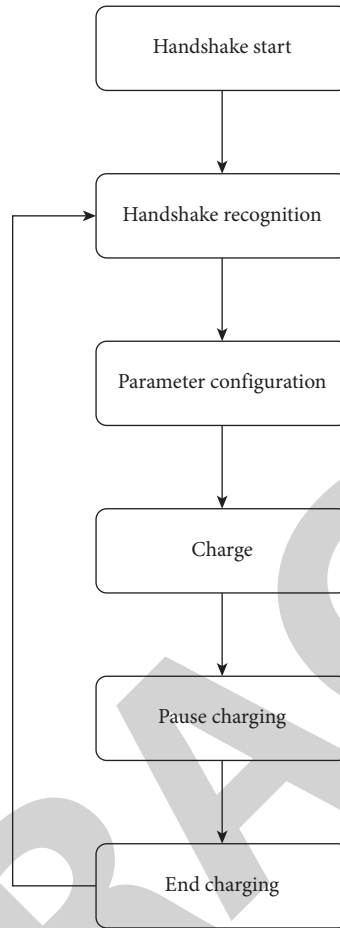 Handshake start
Handshake recognition
Parameter configuration
Charge
Pause charging
End charging